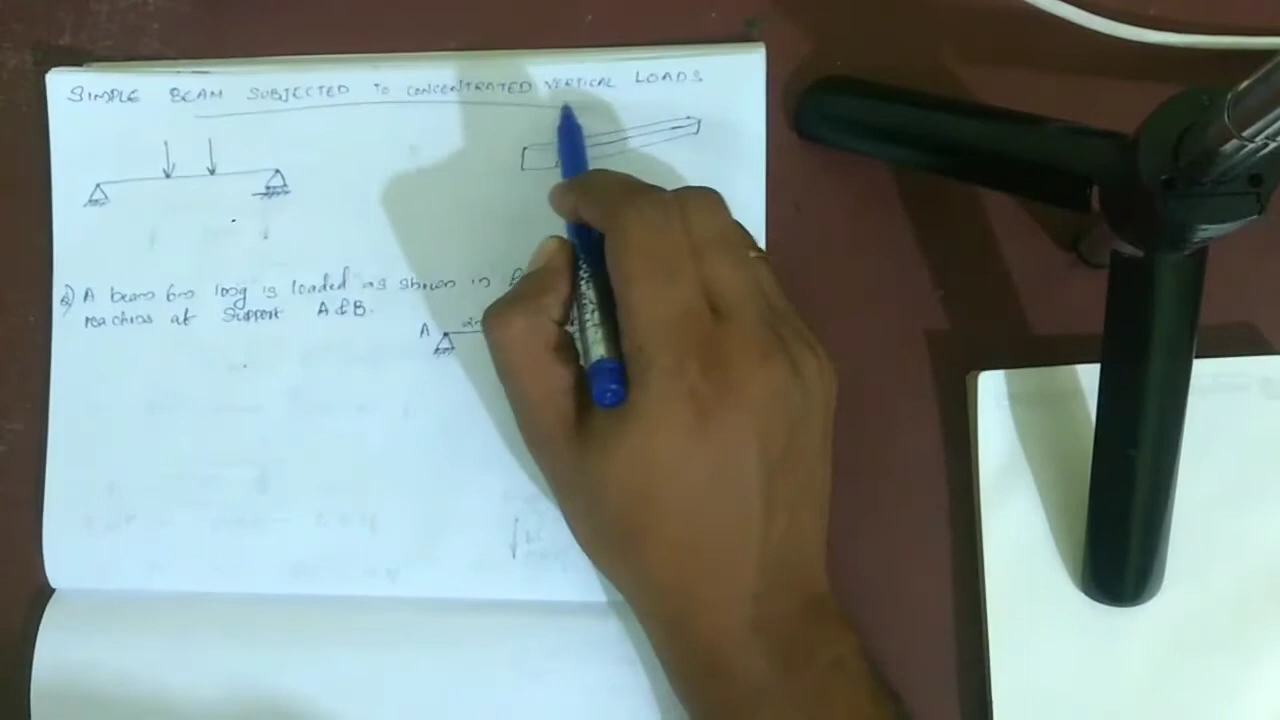 SIMPLE BEAM SUBJECTED TO CONCENTRATED VERTICAL LOADS
Q) A beam 6m long is loaded as shown in
reactions at Support A & B.
A